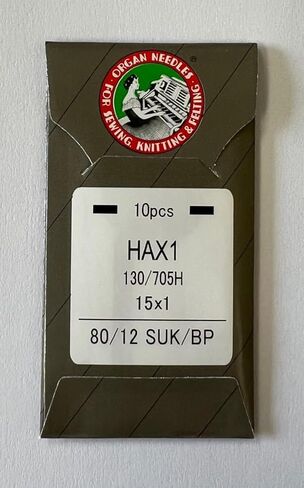 ORGAN NEEDLES
®
FOR SEWING, KNITTING & FELTING
10pcs
HAX1
130/705H
15x1
80/12 SUK/BP